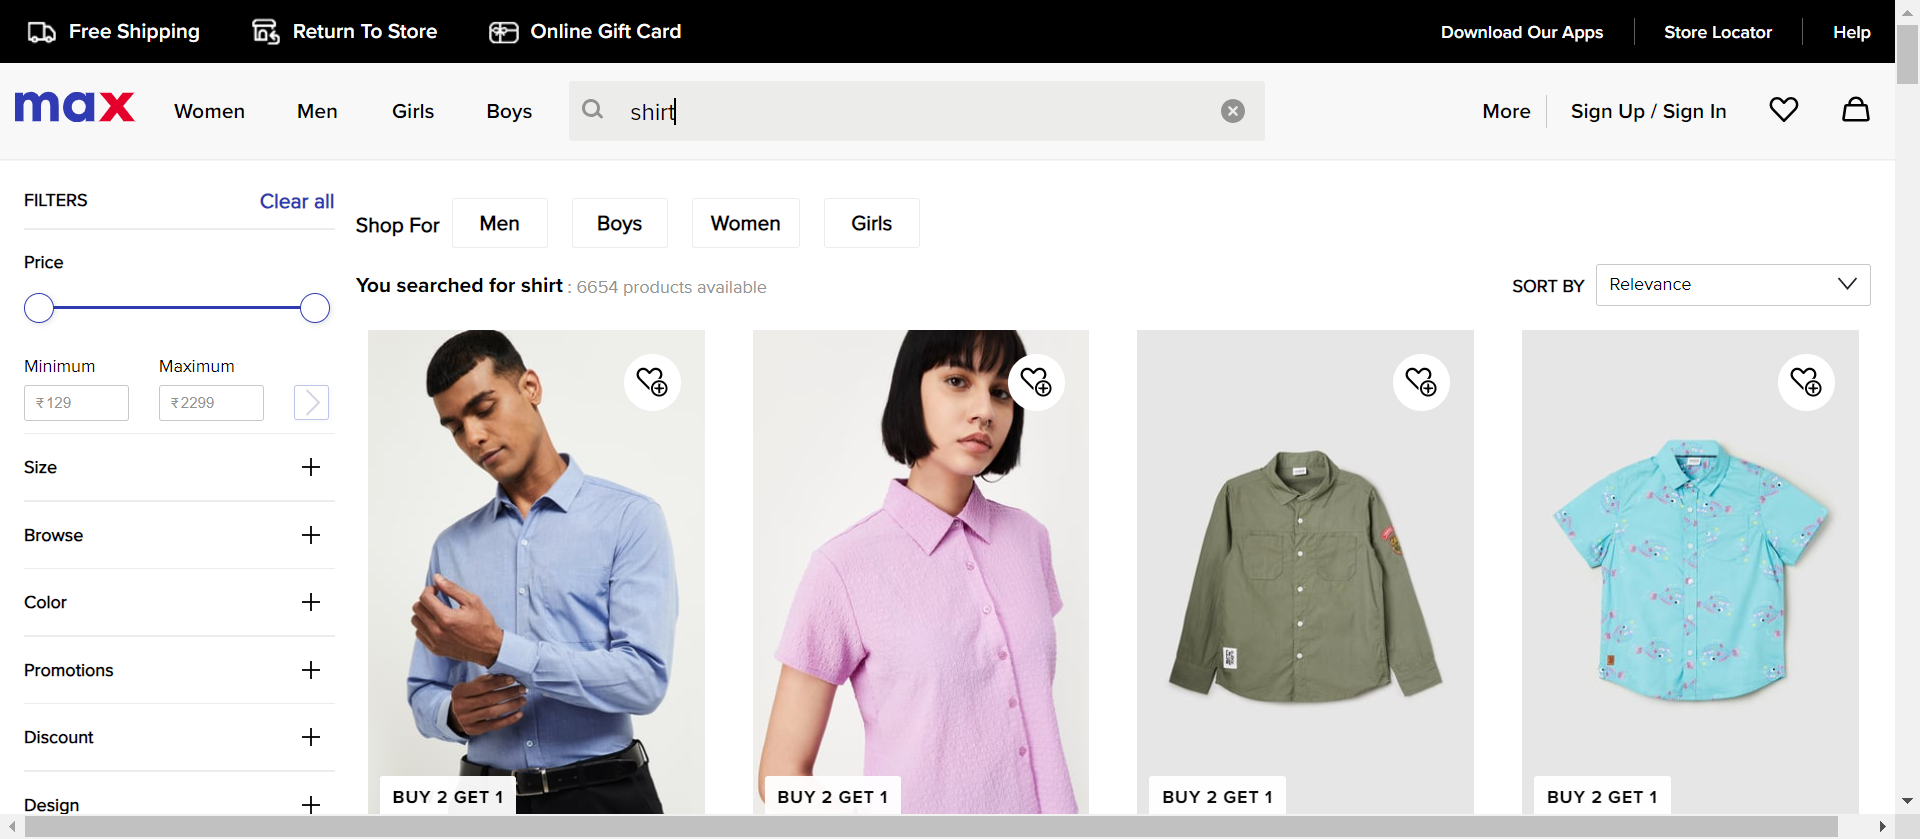 Free Shipping
Return To Store
Online Gift Card
Download Our Apps
Store Locator
Help
max
Women
Men
Girls
Boys
shirt
More
Sign Up / Sign In
FILTERS
Clear all
Price
Minimum
Maximum
₹129
₹2299
Size
Browse
Color
Promotions
Discount
Design
Shop For
Men
Boys
Women
Girls
You searched for shirt : 6654 products available
SORT BY
Relevance
BUY 2 GET 1
BUY 2 GET 1
BUY 2 GET 1
BUY 2 GET 1